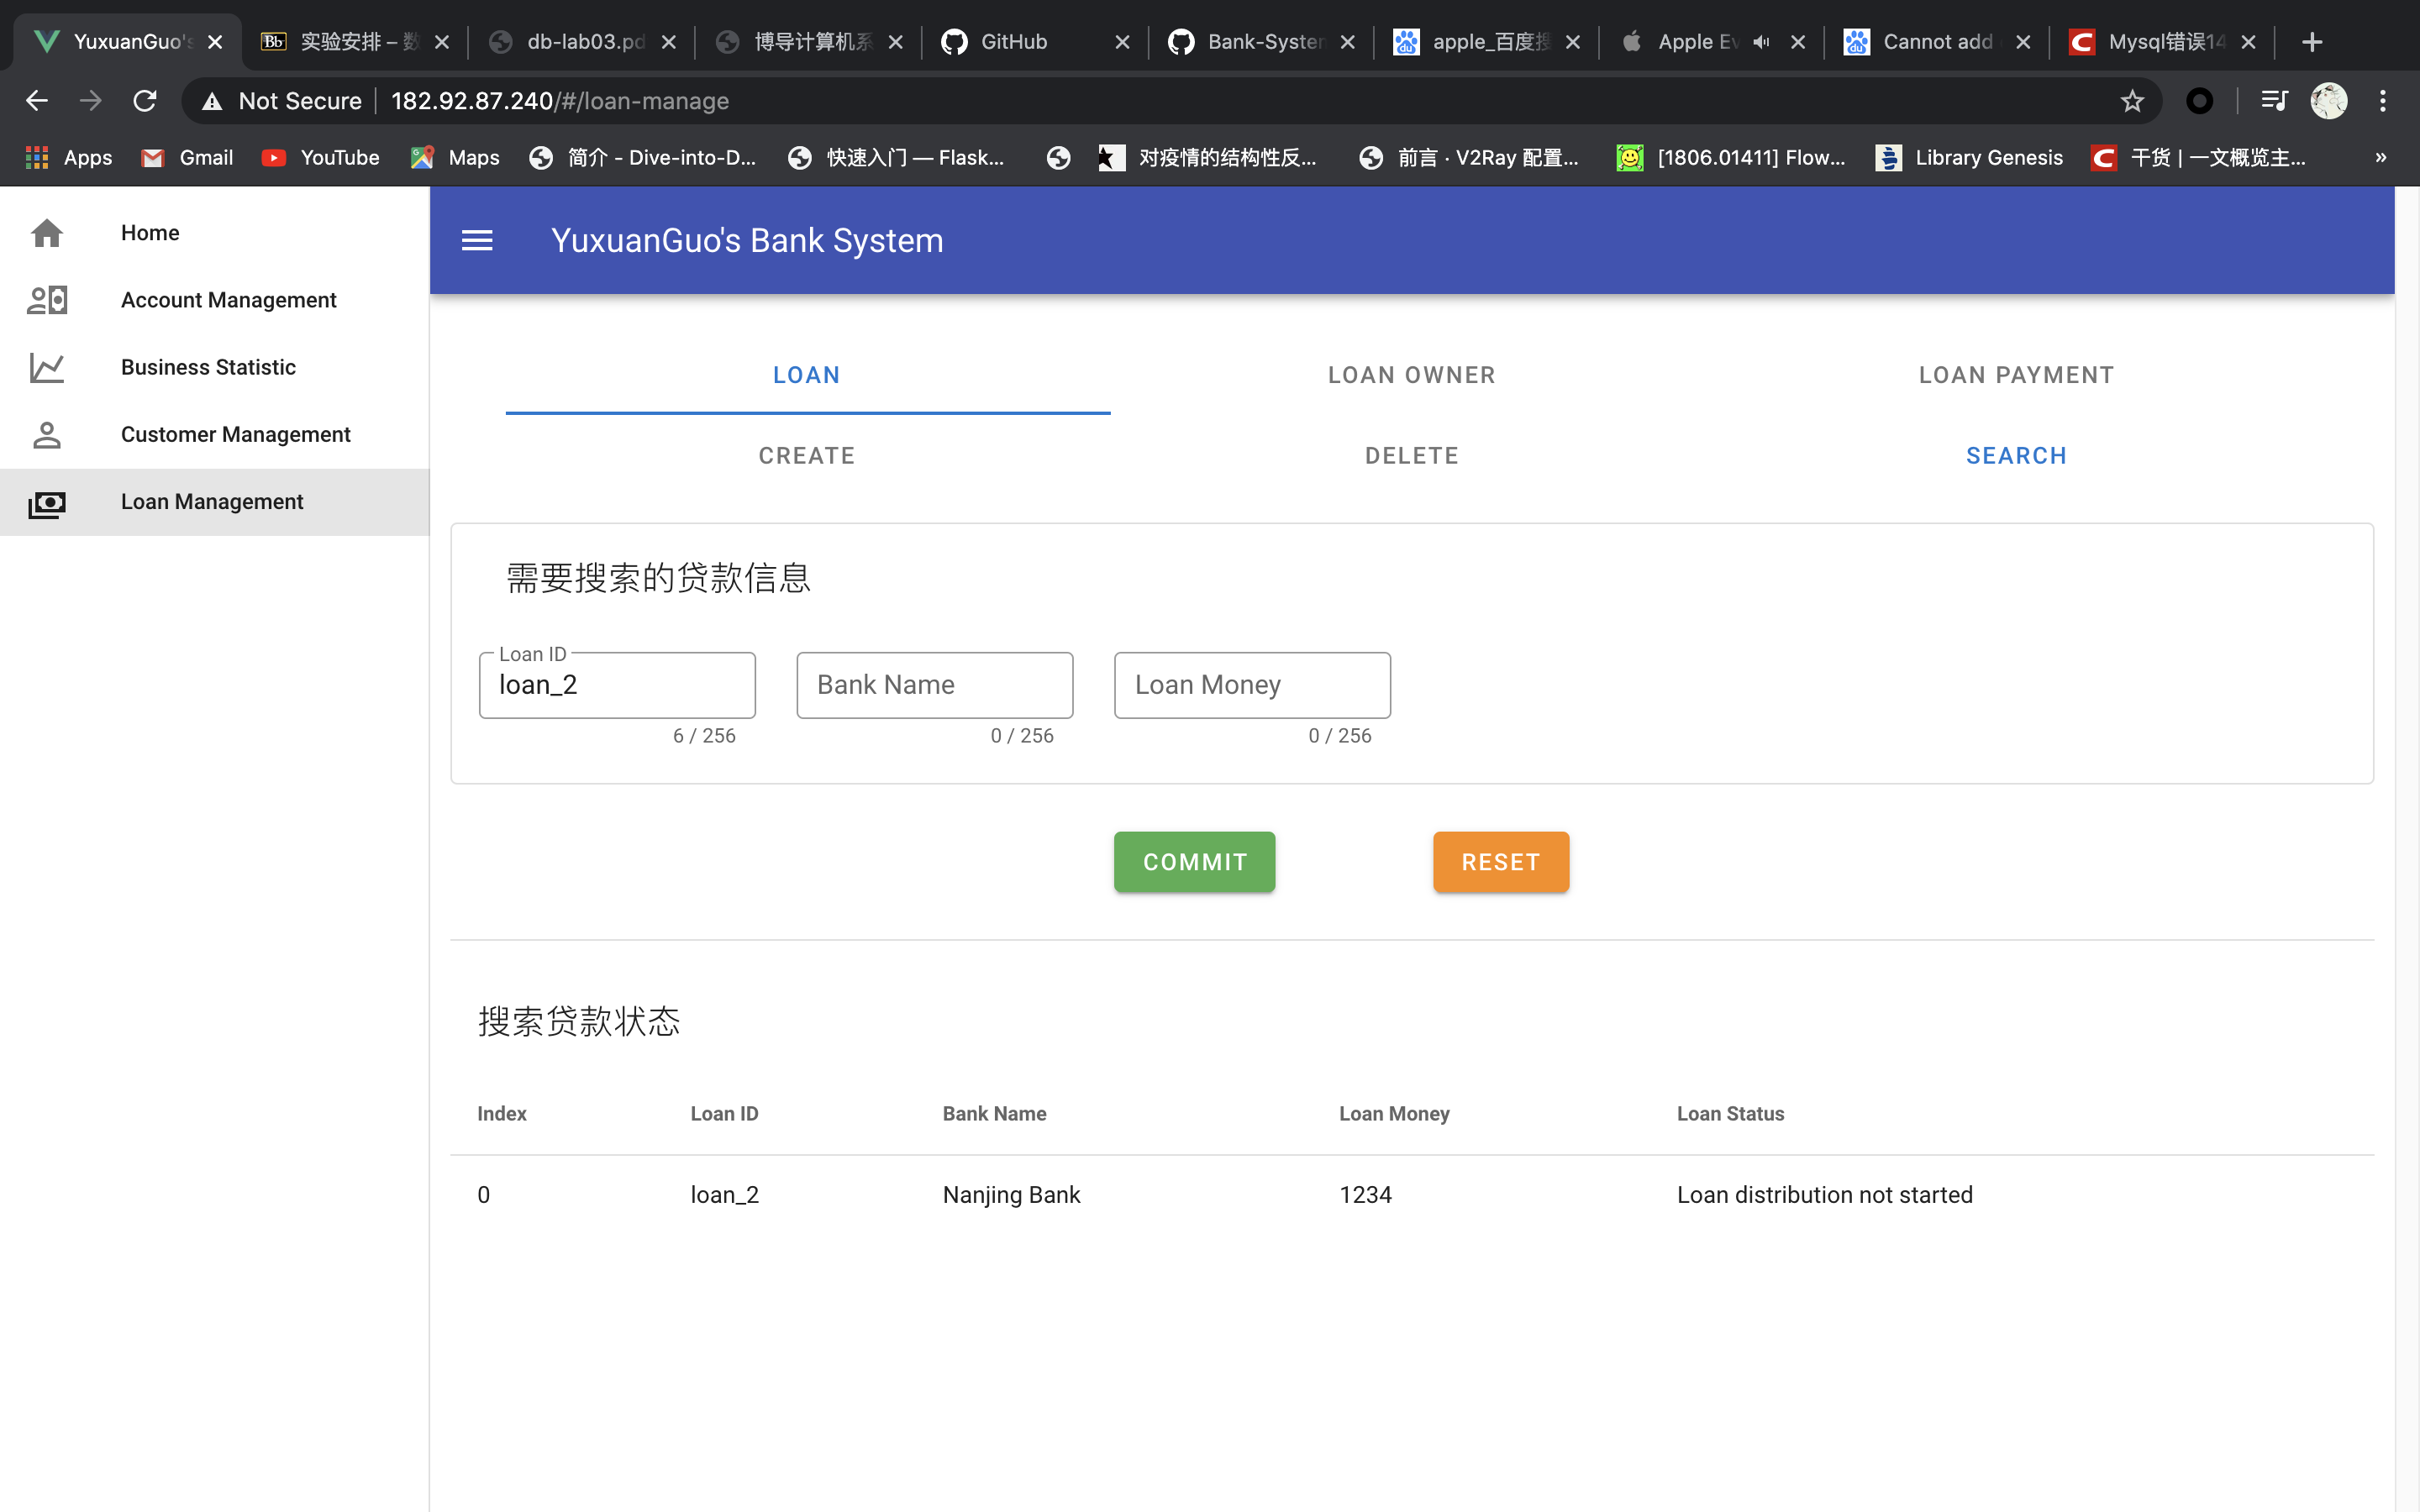 YuxuanGuo's
Bb 实验安排 – 数
db-lab03.pd
博导计算机系
GitHub
Bank-System
apple_百度搜
Apple Ev
Cannot add
Mysql错误14
Not Secure 182.92.87.240/#/loan-manage
Apps Gmail YouTube Maps 简介 - Dive-into-D... 快速入门 — Flask... 对疫情的结构性反... 前言 · V2Ray 配置... [1806.01411] Flow... Library Genesis 干货 | 一文概览主... »
Home
Account Management
Business Statistic
Customer Management
Loan Management
YuxuanGuo's Bank System
LOAN LOAN OWNER LOAN PAYMENT
CREATE DELETE SEARCH
需要搜索的贷款信息
Loan ID
loan_2 Bank Name Loan Money
6 / 256 0 / 256 0 / 256
COMMIT RESET
搜索贷款状态
Index Loan ID Bank Name Loan Money Loan Status
0 loan_2 Nanjing Bank 1234 Loan distribution not started